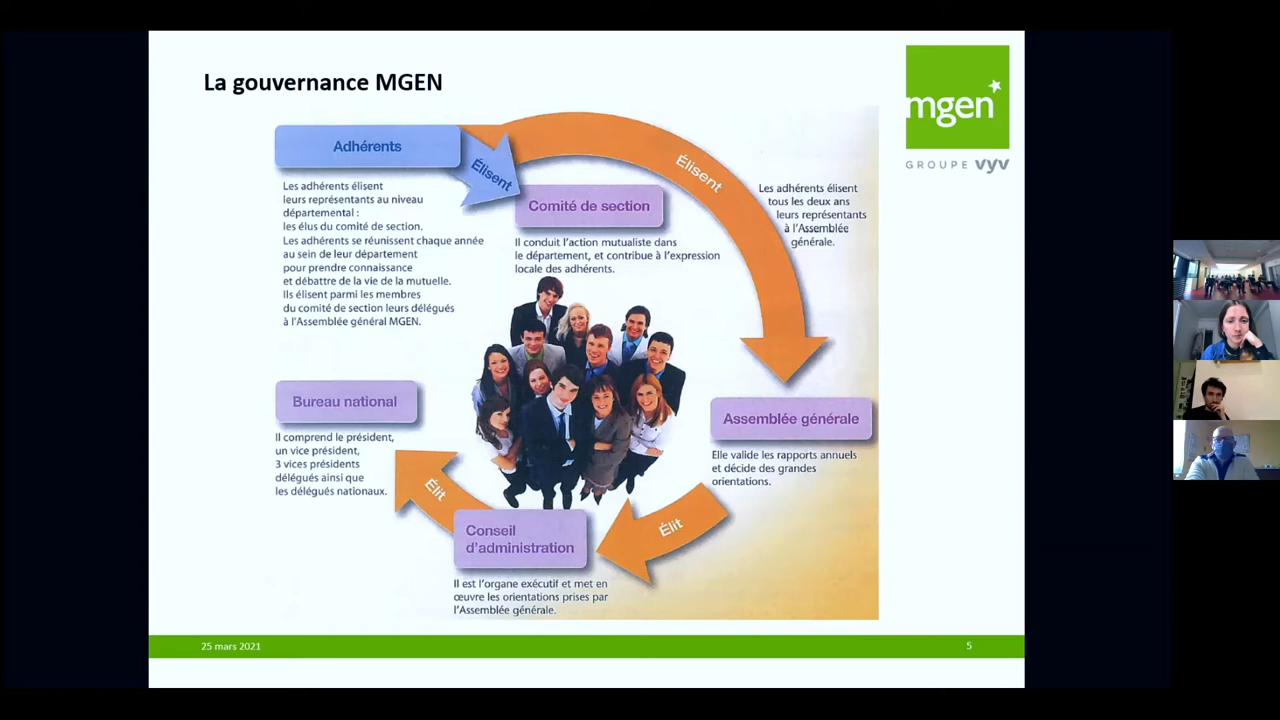 La gouvernance MGEN
mgen
GROUPE vyv
Adhérents
Élisent
Élisent
Les adhérents élisent
leurs représentants au niveau
départemental :
les élus du comité de section.
Les adhérents se réunissent chaque année
au sein de leur département
pour prendre connaissance
et débattre de la vie de la mutuelle.
Ils élisent parmi les membres
du comité de section leurs délégués
à l'Assemblée général MGEN.
Comité de section
Il conduit l'action mutualiste dans
le département, et contribue à l'expression
locale des adhérents.
Les adhérents élisent
tous les deux ans
leurs représentants
à l'Assemblée
générale.
Assemblée générale
Elle valide les rapports annuels
et décide des grandes
orientations.
Élit
Conseil
d'administration
Il est l'organe exécutif et met en
œuvre les orientations prises par
l'Assemblée générale.
Élit
Bureau national
Il comprend le président,
un vice président,
3 vices présidents
délégués ainsi que
les délégués nationaux.
25 mars 2021
5